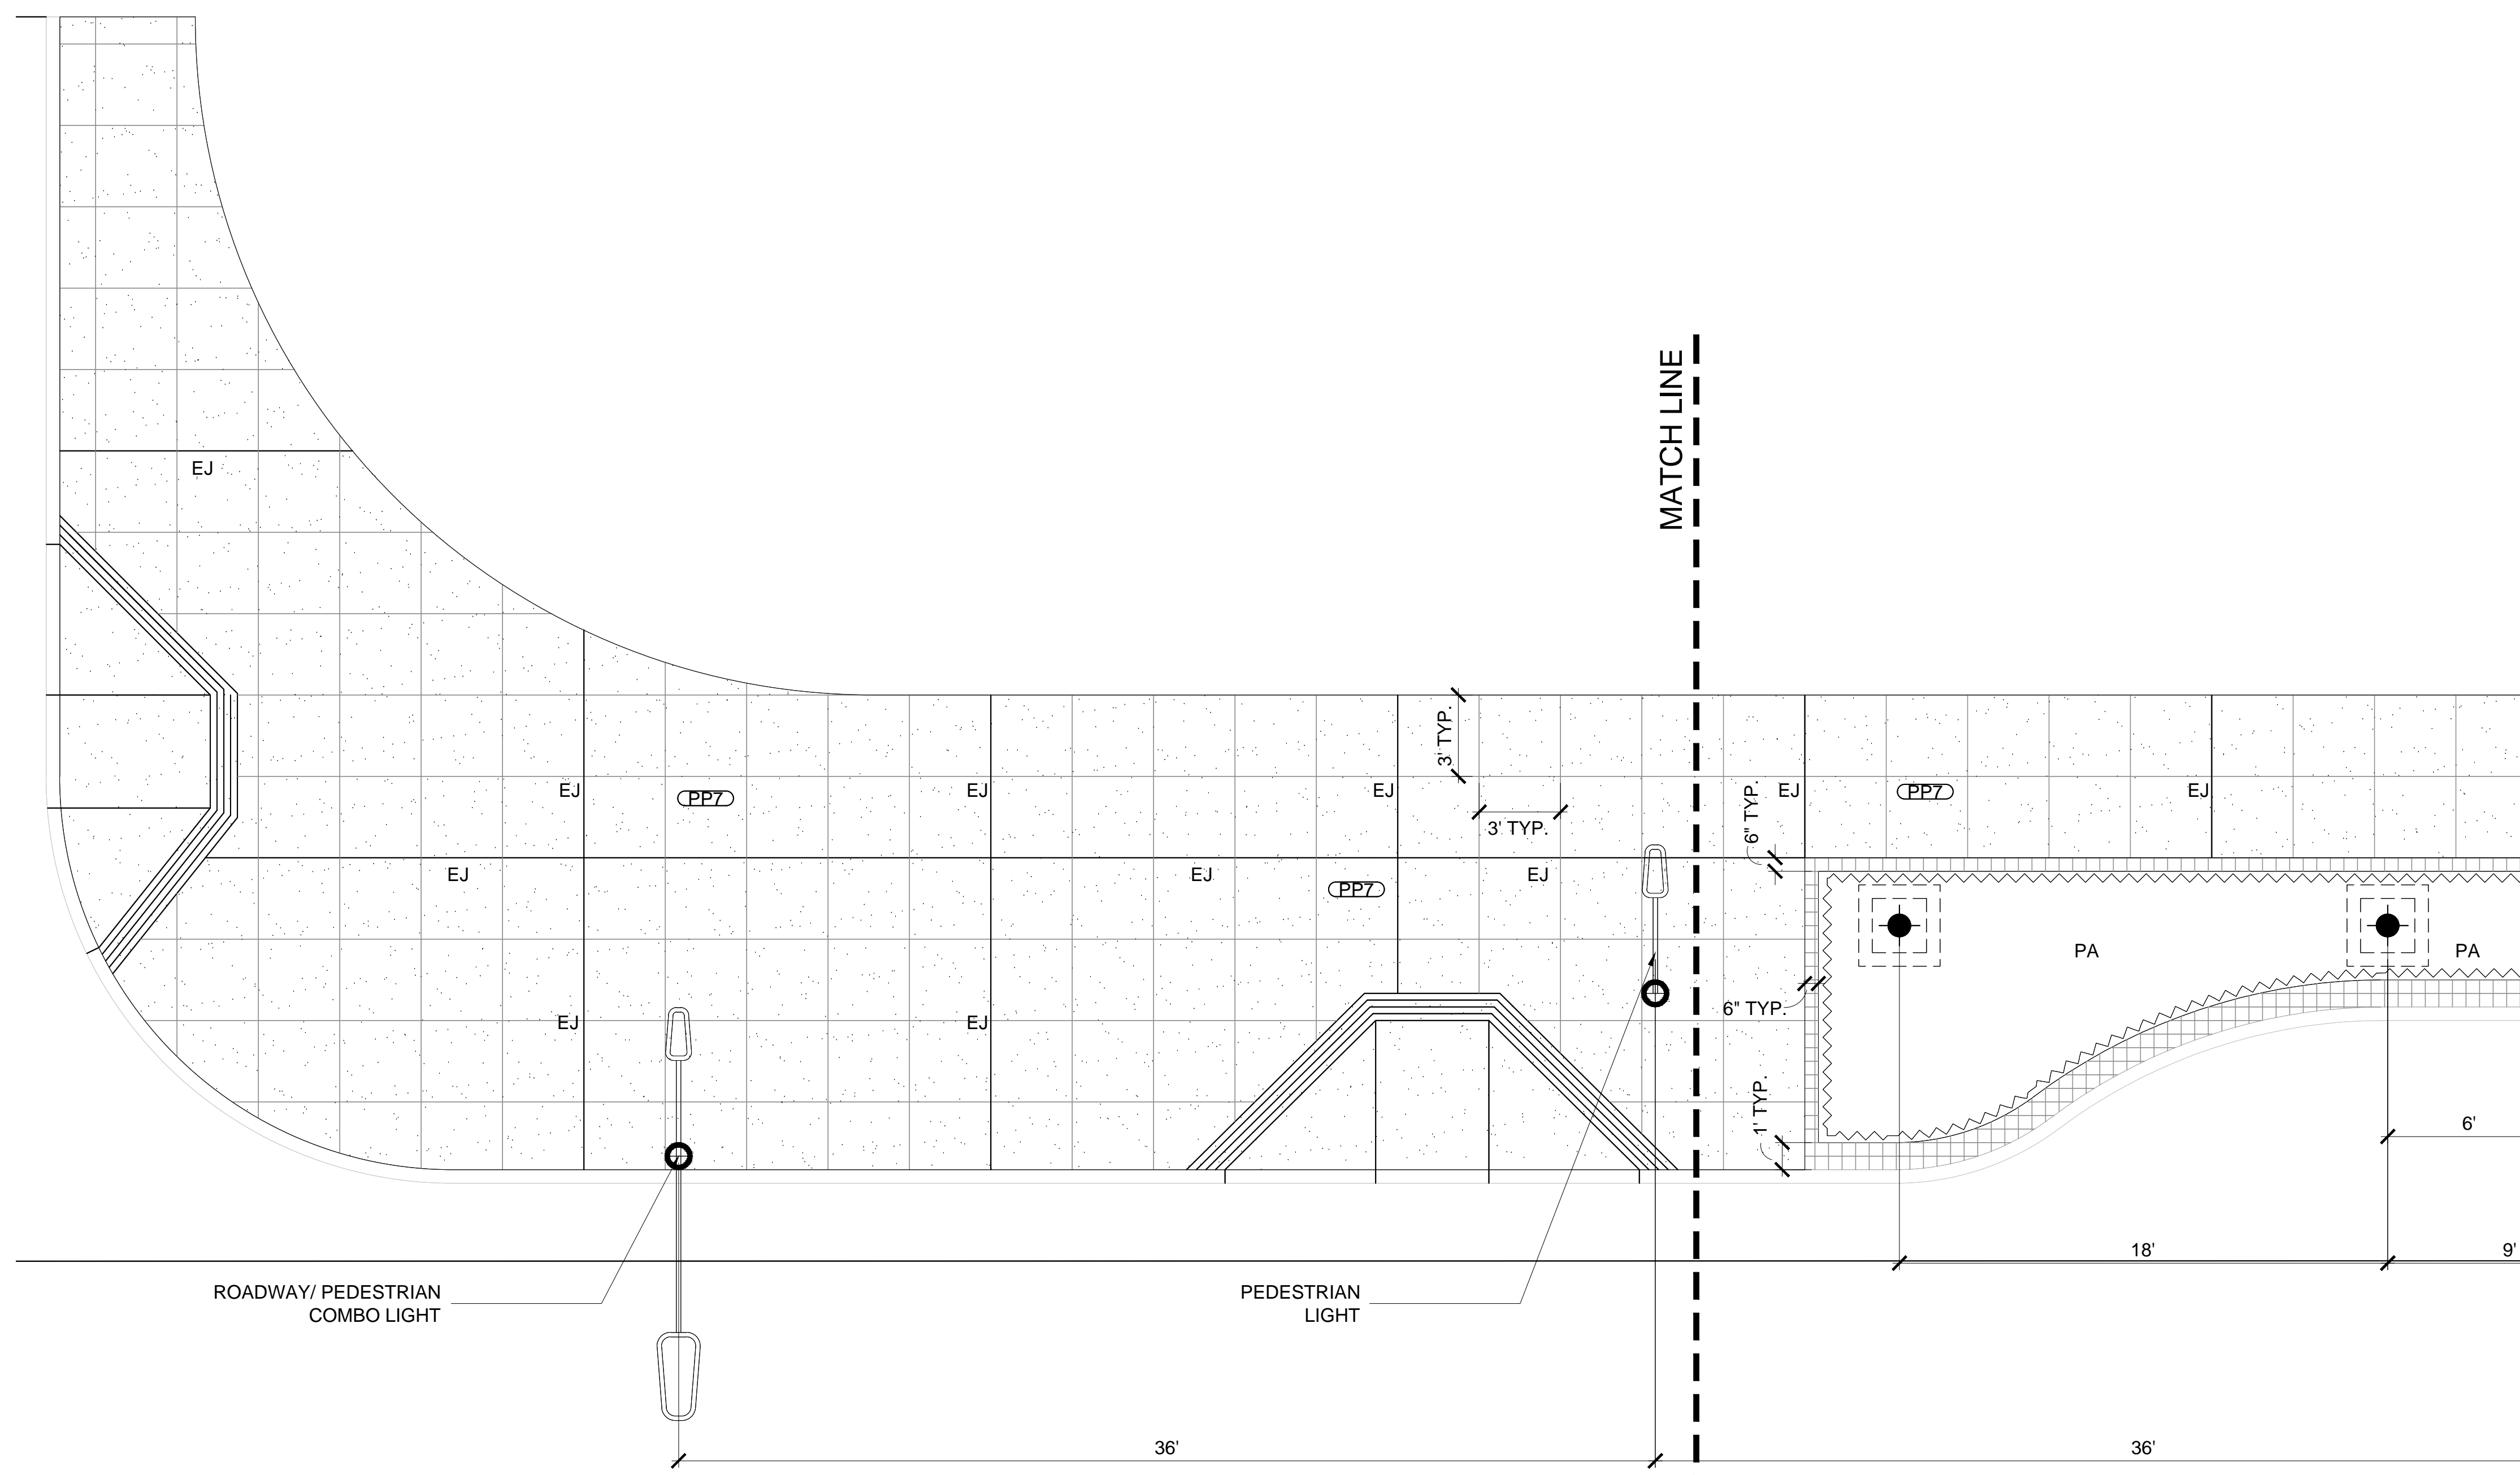 MATCH LINE
EJ
3' TYP.
3' TYP.
EJ
PP7
EJ
EJ
6" TYP.
EJ
PP7
EJ
EJ
EJ
PP7
EJ
PA
PA
EJ
EJ
6" TYP.
1' TYP.
6'
18'
9'
ROADWAY/ PEDESTRIAN
COMBO LIGHT
PEDESTRIAN
LIGHT
36'
36'